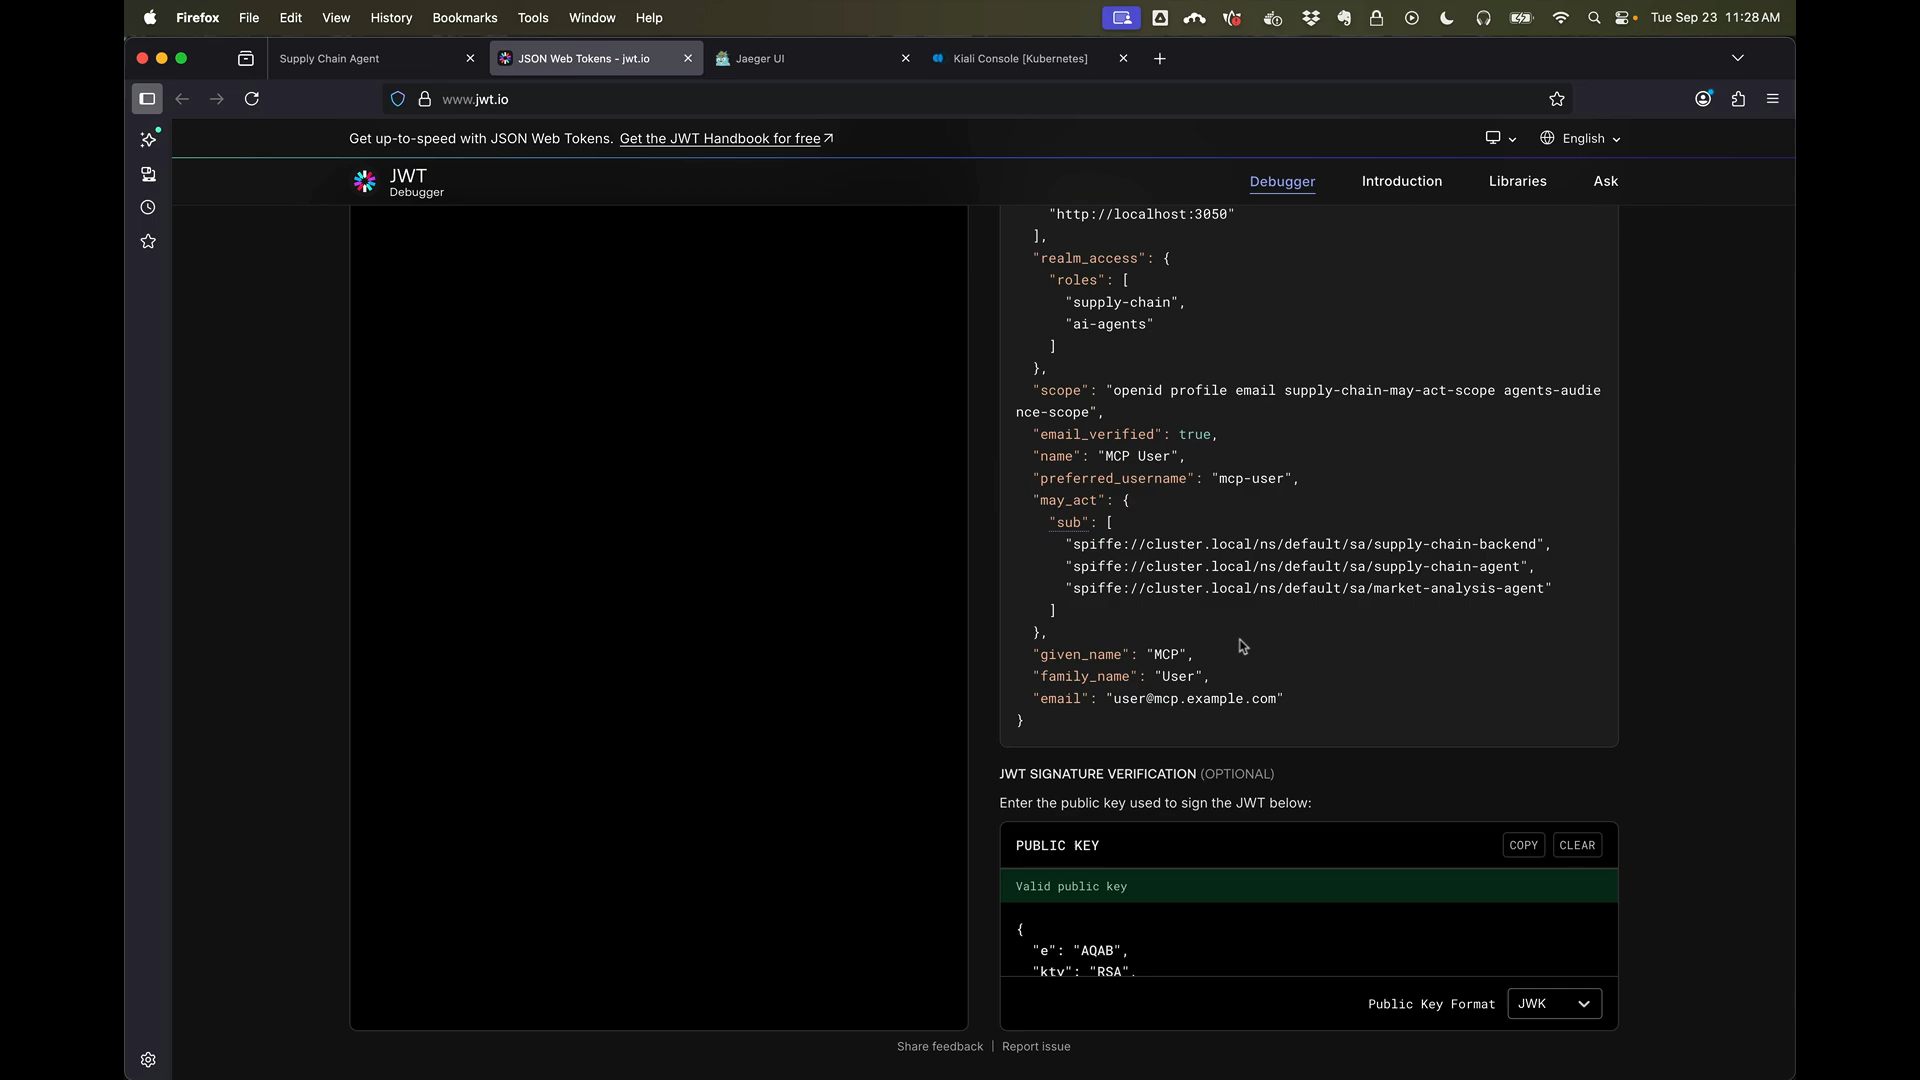 Firefox File Edit View History Bookmarks Tools Window Help Tue Sep 23 11:28 AM
Supply Chain Agent JSON Web Tokens - jwt.io Jaeger UI Kiali Console [Kubernetes]
www.jwt.io
Get up-to-speed with JSON Web Tokens. Get the JWT Handbook for free English
JWT
Debugger
Debugger Introduction Libraries Ask
"http://localhost:3050"
],
"realm_access": {
"roles": [
"supply-chain",
"ai-agents"
]
},
"scope": "openid profile email supply-chain-may-act-scope agents-audie
nce-scope",
"email_verified": true,
"name": "MCP User",
"preferred_username": "mcp-user",
"may_act": {
"sub": [
"spiffe://cluster.local/ns/default/sa/supply-chain-backend",
"spiffe://cluster.local/ns/default/sa/supply-chain-agent",
"spiffe://cluster.local/ns/default/sa/market-analysis-agent"
]
},
"given_name": "MCP",
"family_name": "User",
"email": "user@mcp.example.com"
}
JWT SIGNATURE VERIFICATION (OPTIONAL)
Enter the public key used to sign the JWT below:
PUBLIC KEY COPY CLEAR
Valid public key
{
"e": "AQAB",
"kty": "RSA",
Public Key Format JWK
Share feedback | Report issue